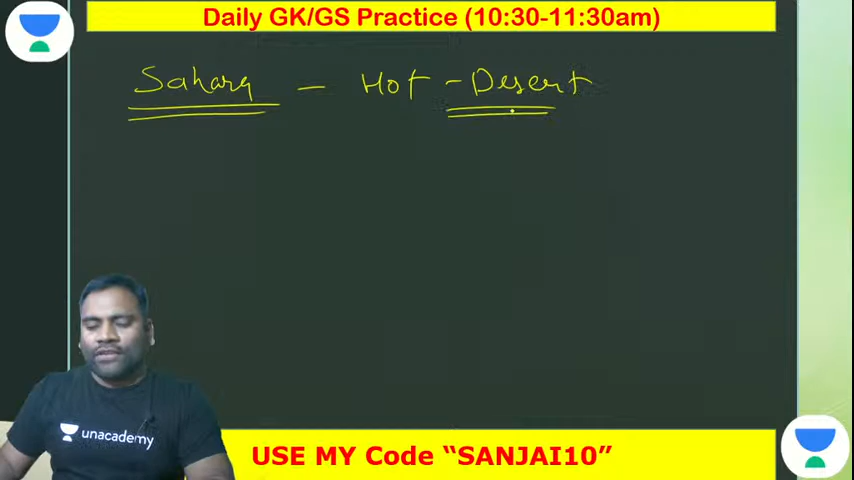 Daily GK/GS Practice (10:30-11:30am)
Sahara - Hot - Desert
unacademy
USE MY Code “SANJAI10”